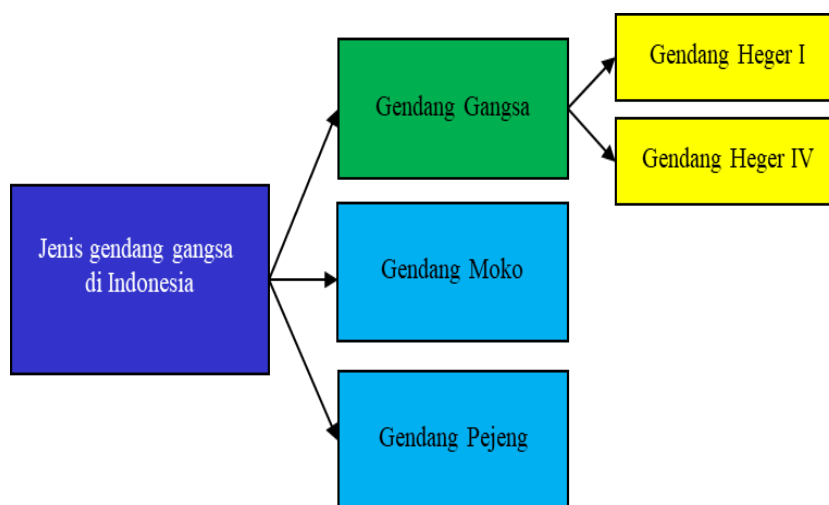 Jenis gendang gangsa
di Indonesia
Gendang Gangsa
Gendang Moko
Gendang Pejeng
Gendang Heger I
Gendang Heger IV